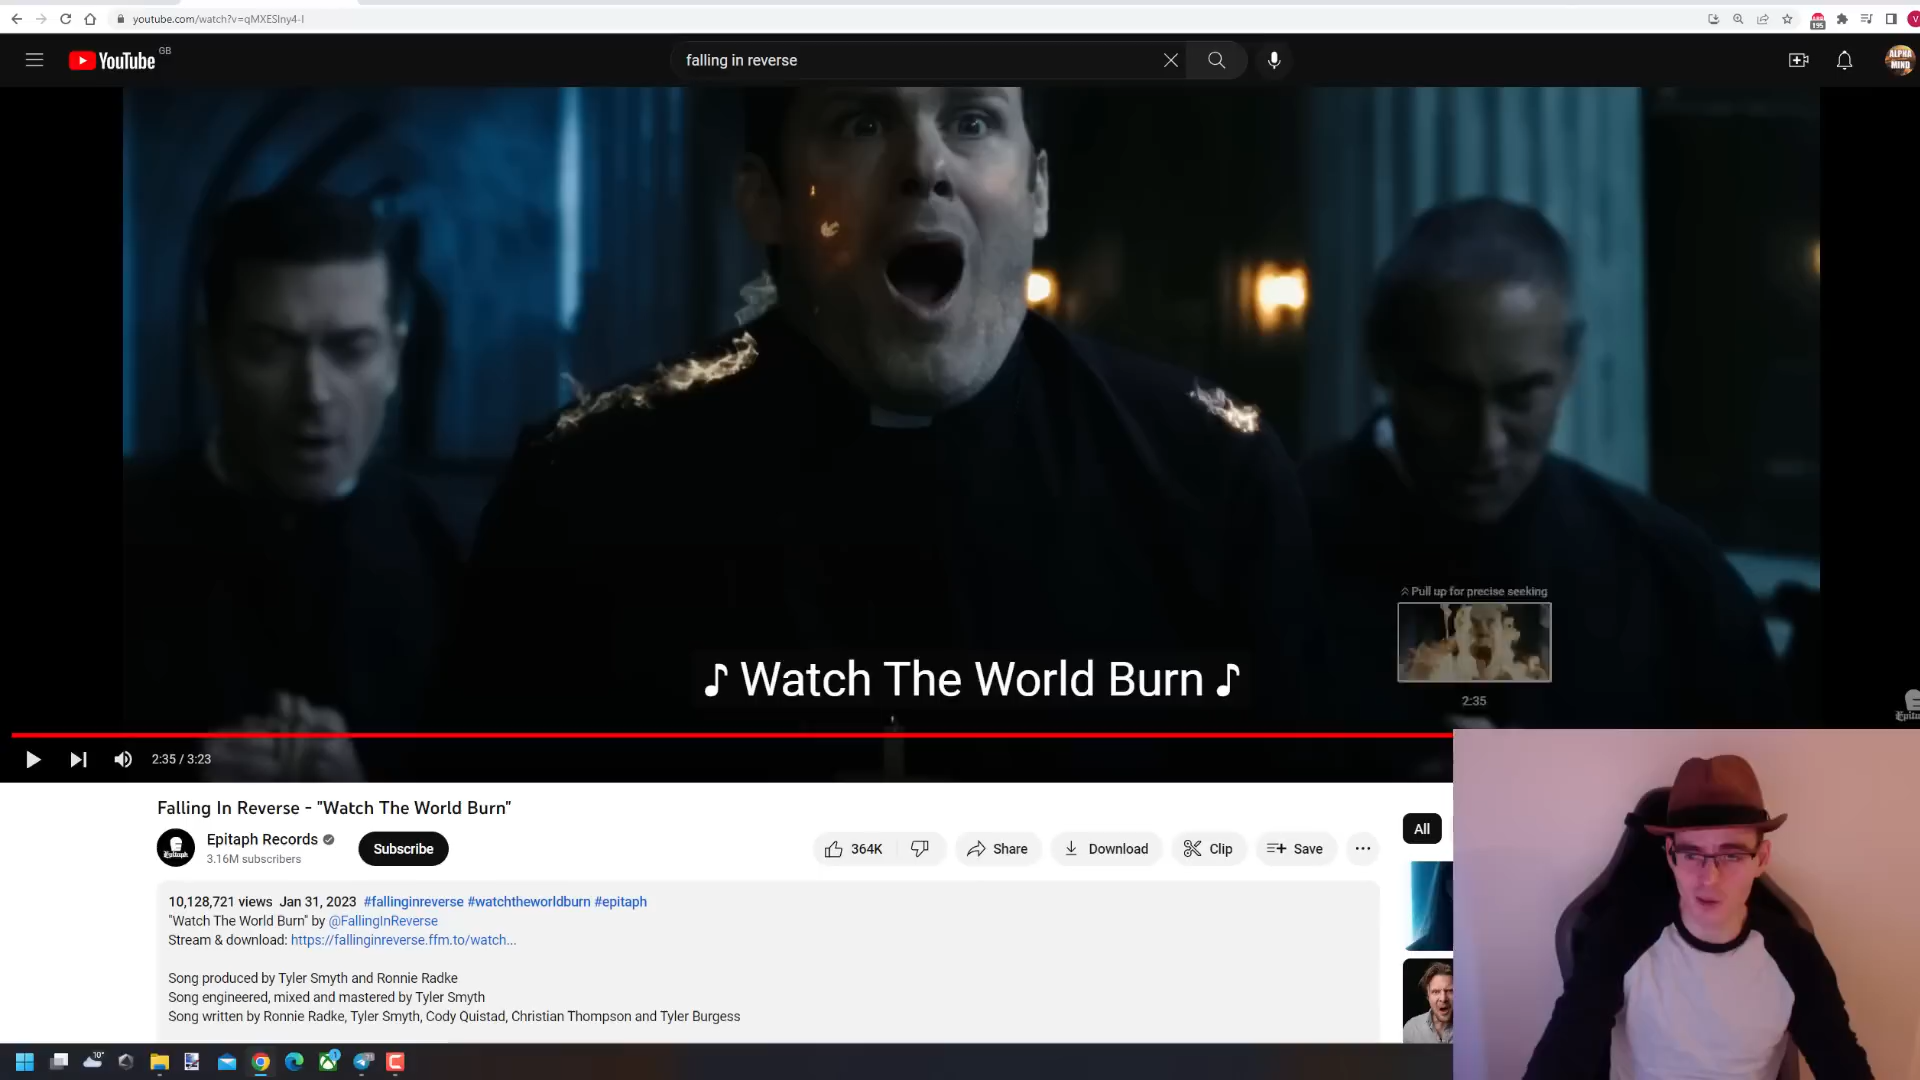 youtube.com/watch?v=qMXESlny4-I
195
YouTube GB
falling in reverse
ALPHA
MIND
♪ Watch The World Burn ♪
Pull up for precise seeking
2:35
2:35 / 3:23
Falling In Reverse - "Watch The World Burn"
Epitaph Records
3.16M subscribers
Subscribe
364K
Share
Download
Clip
Save
All
10,128,721 views Jan 31, 2023 #fallinginreverse #watchtheworldburn #epitaph
"Watch The World Burn" by @FallingInReverse
Stream & download: https://fallinginreverse.ffm.to/watch...
Song produced by Tyler Smyth and Ronnie Radke
Song engineered, mixed and mastered by Tyler Smyth
Song written by Ronnie Radke, Tyler Smyth, Cody Quistad, Christian Thompson and Tyler Burgess
10°